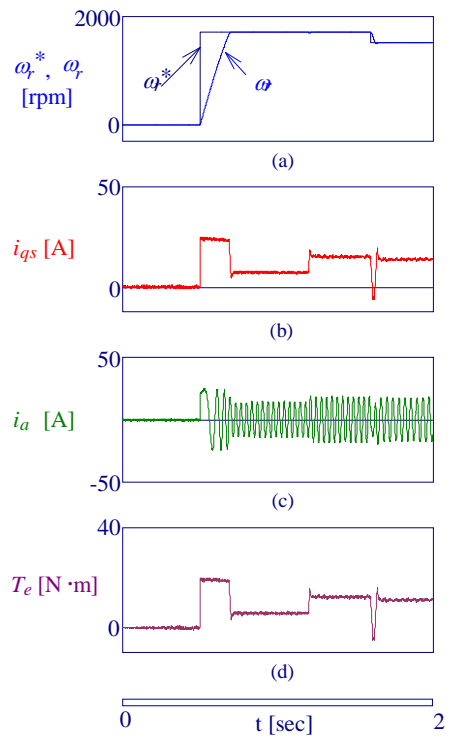 2000
ωr*, ωr
[rpm]
ωr*
ωr
0
(a)
50
iqs [A]
0
(b)
50
ia [A]
-50
(c)
40
Te [N·m]
0
(d)
0
2
t [sec]